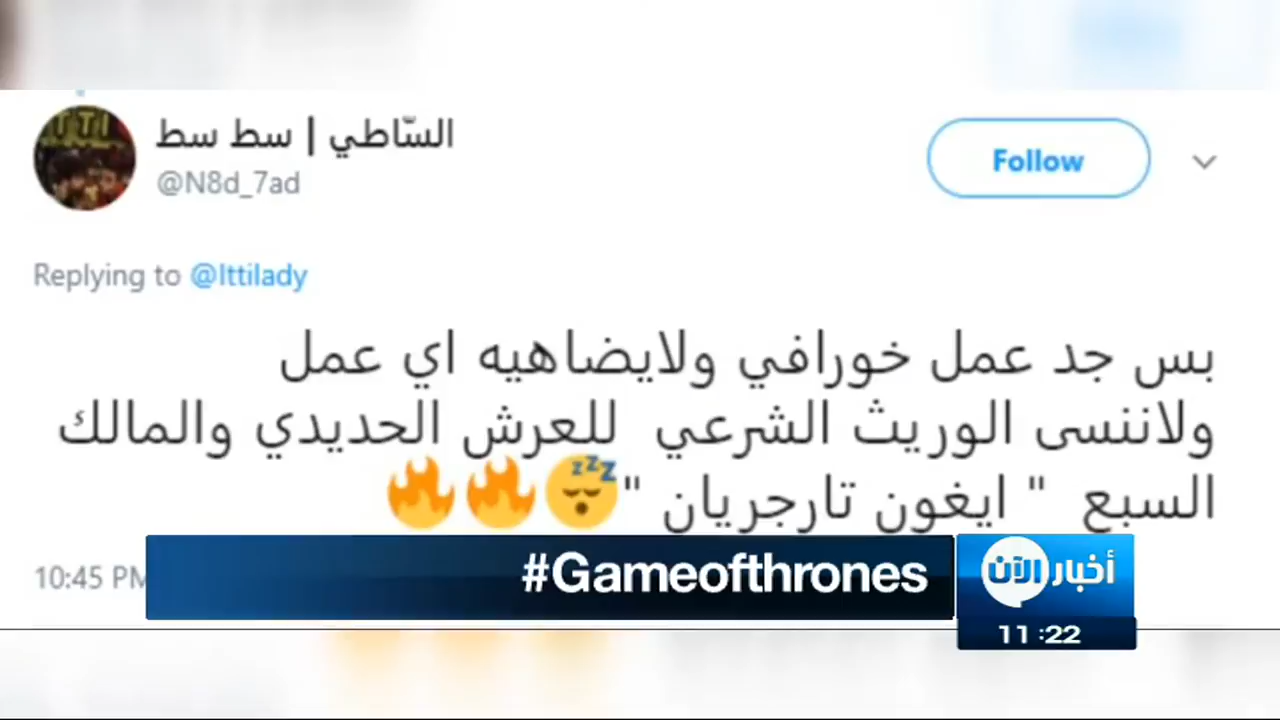 السّاطي | سط سط
@N8d_7ad
Follow
Replying to @Ittilady
بس جد عمل خورافي ولايضاهيه اي عمل
ولاننسى الوريث الشرعي للعرش الحديدي والمالك
السبع " ايغون تارجريان "😴🔥🔥
10:45 PM
#Gameofthrones
أخبار الآن
11:22